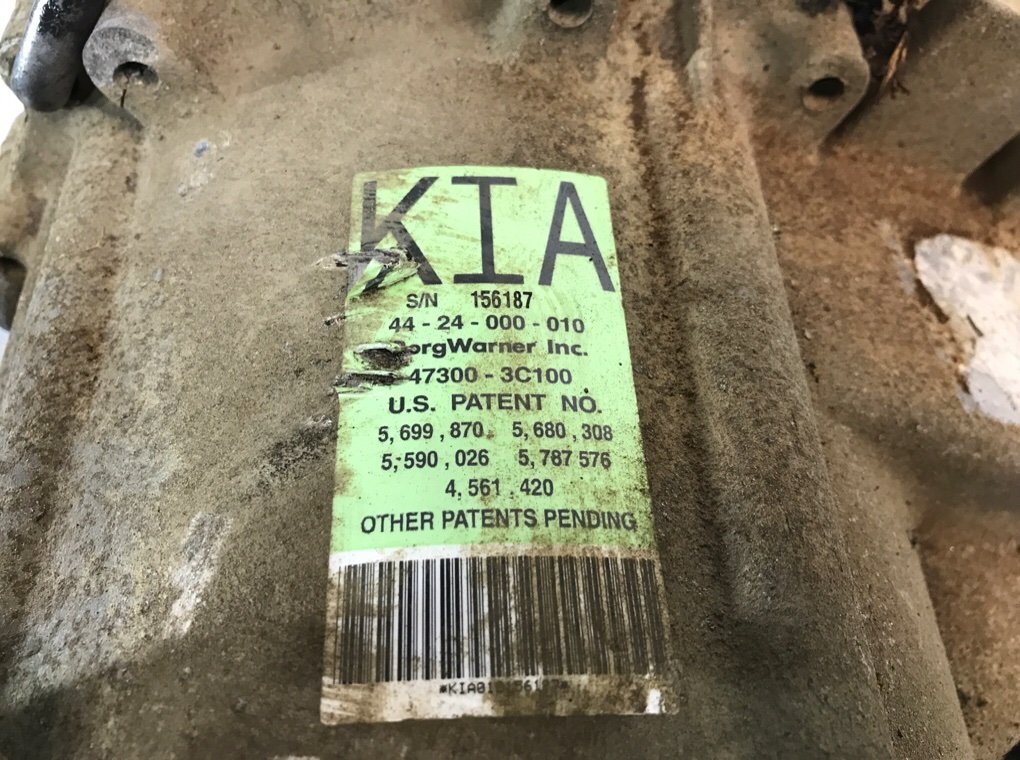 KIA
S/N 156187
44-24-000-010
BorgWarner Inc.
47300-3C100
U.S. PATENT NO.
5,699,870 5,680,308
5,590,026 5,787 576
4,561.420
OTHER PATENTS PENDING